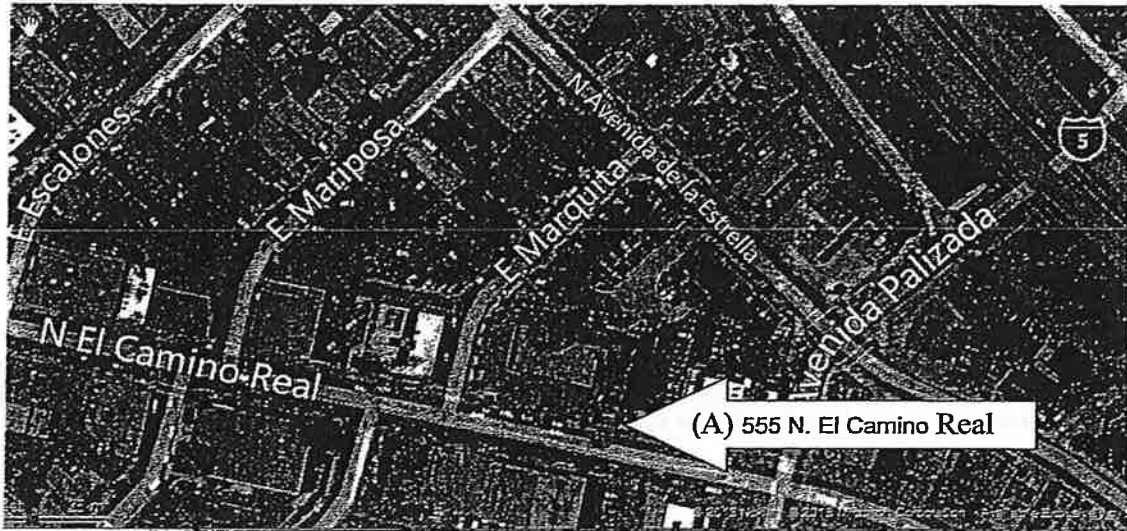 Escalones
E Mariposa
N Avenida de la Estrella
E Marquita
5
Avenida Palizada
N El Camino Real
(A) 555 N. El Camino Real